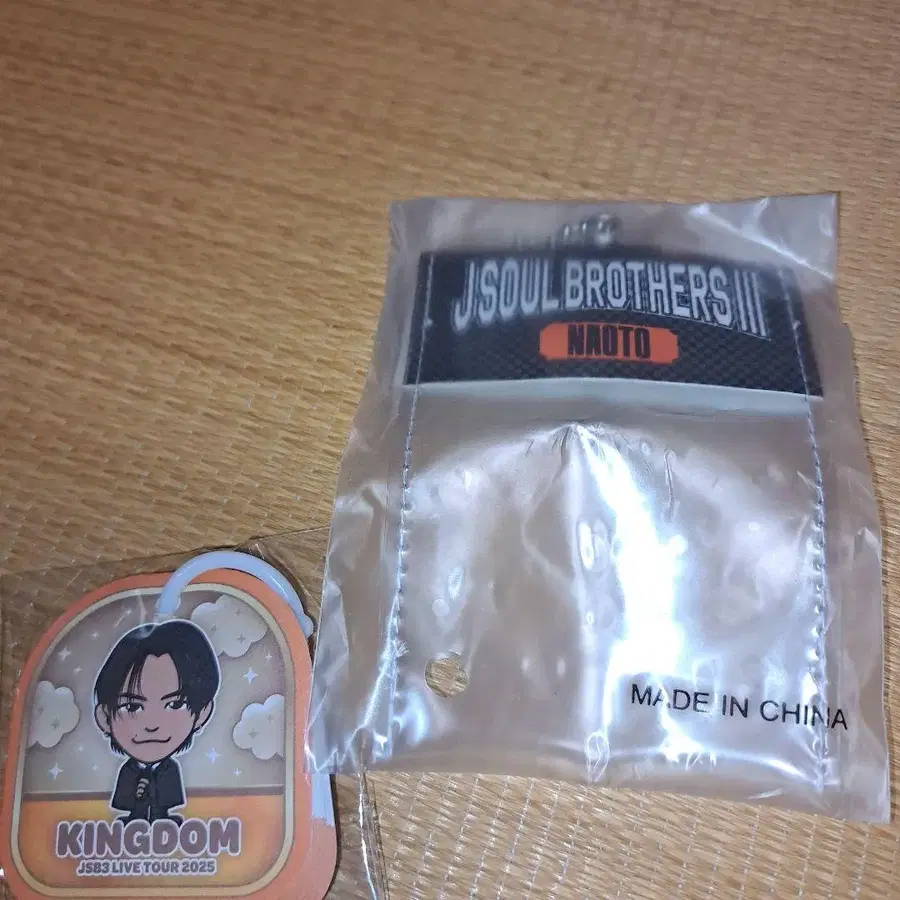 J SOUL BROTHERS III
NAOTO
MADE IN CHINA
KINGDOM
JSB3 LIVE TOUR 2025